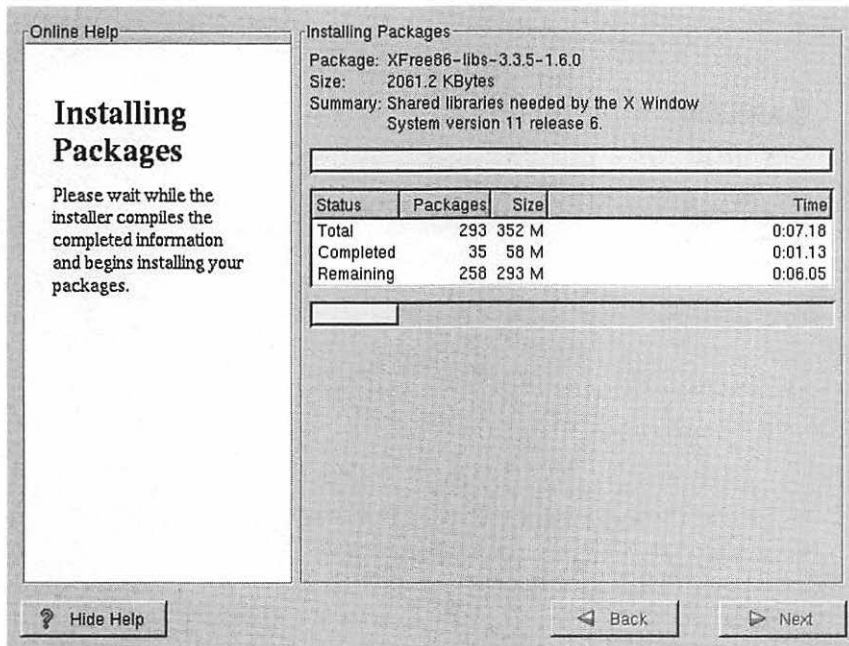 Online Help
Installing
Packages
Please wait while the
installer compiles the
completed information
and begins installing your
packages.
Installing Packages
Package: XFree86-libs-3.3.5-1.6.0
Size: 2061.2 KBytes
Summary: Shared libraries needed by the X Window
System version 11 release 6.
Status Packages Size Time
Total 293 352 M 0:07.18
Completed 35 58 M 0:01.13
Remaining 258 293 M 0:06.05
? Hide Help
Back
Next